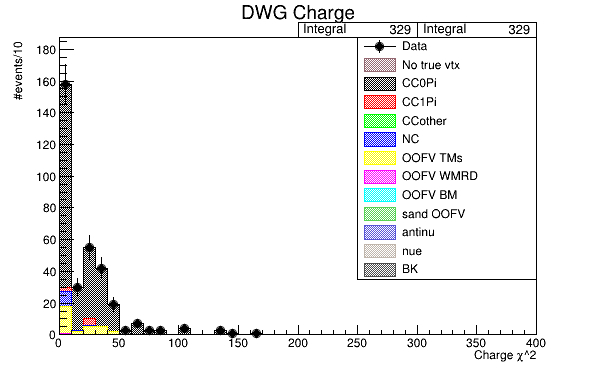 DWG Charge
Integral 329 Integral 329
#events/10
180
160
140
120
100
80
60
40
20
0
Data
No true vtx
CC0Pi
CC1Pi
CCother
NC
OOFV TMs
OOFV WMRD
OOFV BM
sand OOFV
antinu
nue
BK
0 50 100 150 200 250 300 350 400
Charge χ^2